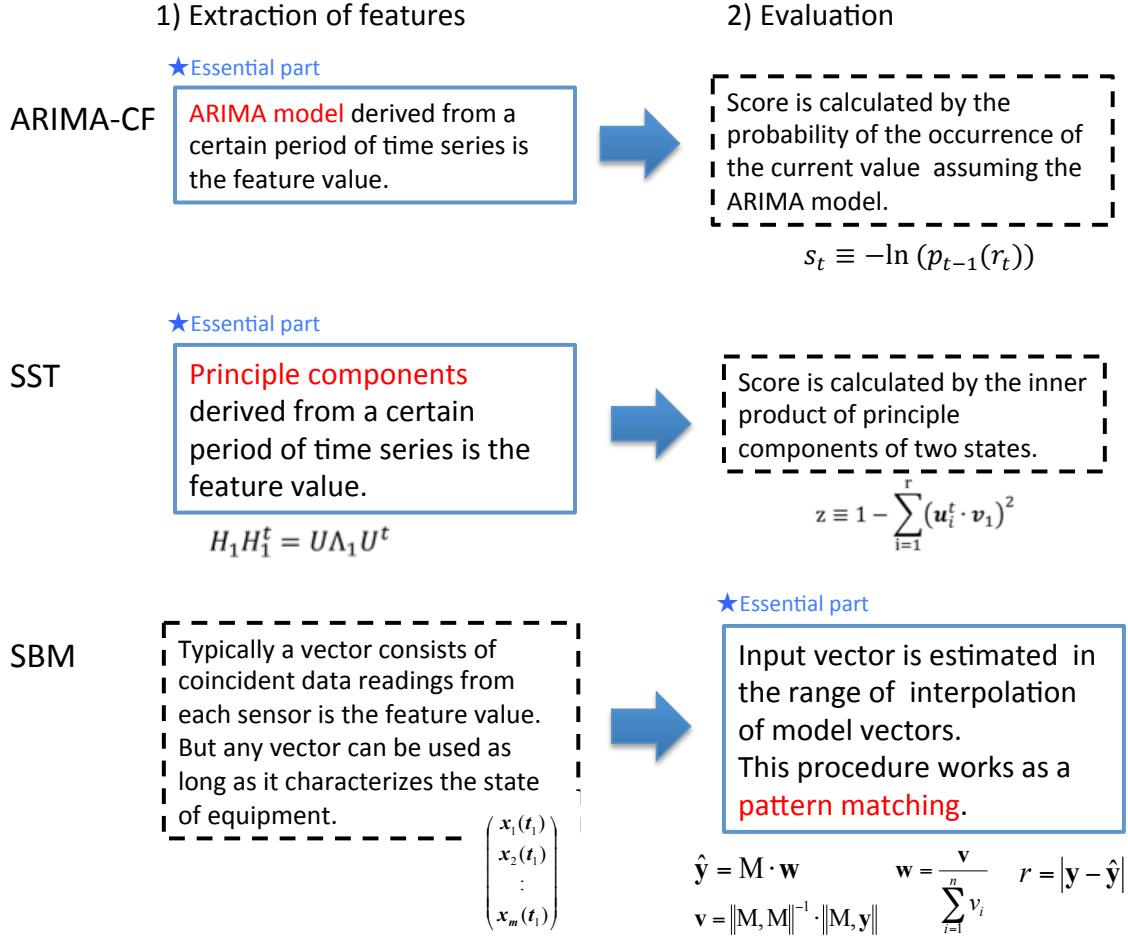 1) Extraction of features
2) Evaluation
ARIMA-CF
★Essential part
ARIMA model derived from a
certain period of time series is
the feature value.
Score is calculated by the
probability of the occurrence of
the current value assuming the
ARIMA model.
s_t ≡ −ln (p_{t−1}(r_t))
SST
★Essential part
Principle components
derived from a certain
period of time series is the
feature value.
H_1H_1^t = UΛ_1U^t
Score is calculated by the inner
product of principle
components of two states.
z ≡ 1 − ∑_{i=1}^{r} (u_i^t · v_1)^2
SBM
Typically a vector consists of
coincident data readings from
each sensor is the feature value.
But any vector can be used as
long as it characterizes the state
of equipment.
x_1(t_1)
x_2(t_1)
:
x_m(t_1)
★Essential part
Input vector is estimated in
the range of interpolation
of model vectors.
This procedure works as a
pattern matching.
ŷ = M · w
w = v / ∑_{i=1}^{n} v_i
r = |y − ŷ|
v = ‖M, M‖^{−1} · ‖M, y‖